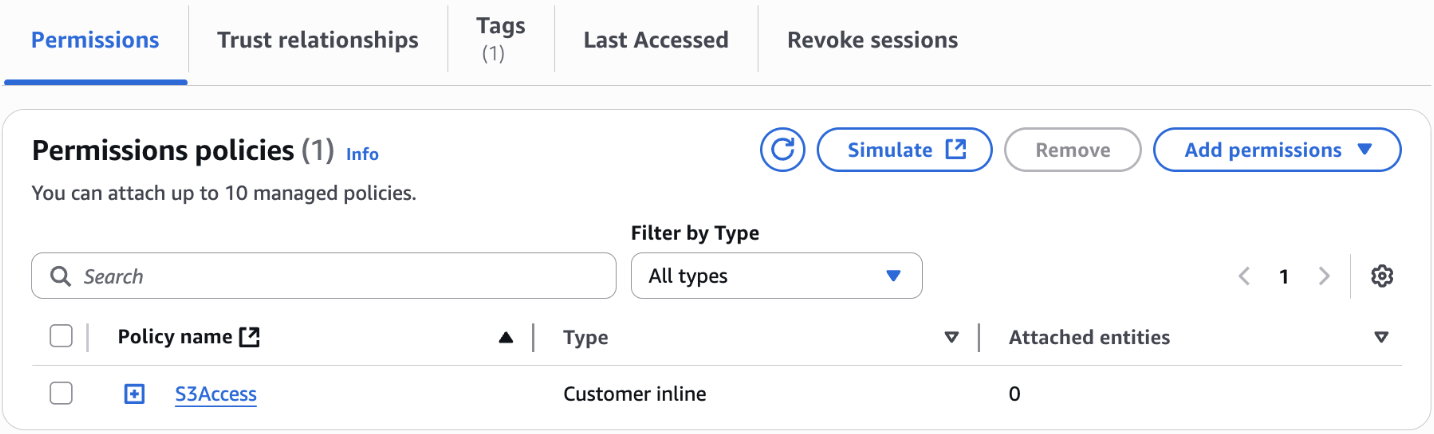 Permissions
Trust relationships
Tags
(1)
Last Accessed
Revoke sessions
Permissions policies (1) Info
Simulate
Remove
Add permissions
You can attach up to 10 managed policies.
Filter by Type
Search
All types
1
Policy name
Type
Attached entities
S3Access
Customer inline
0